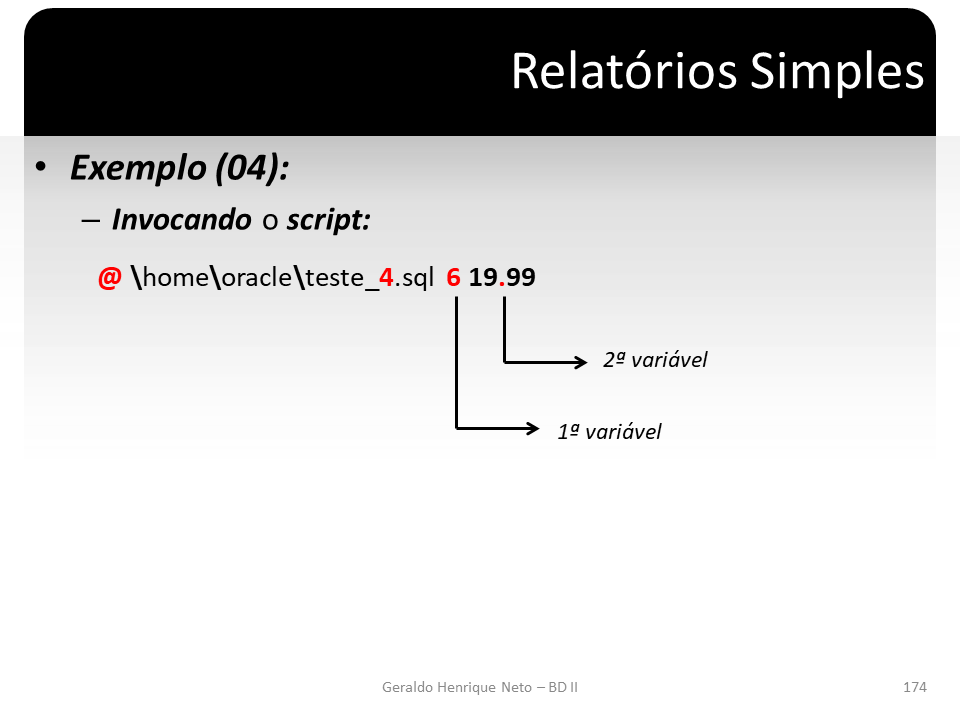 Relatórios Simples
• Exemplo (04):
– Invocando o script:
@ \home\oracle\teste_4.sql 6 19.99
2ª variável
1ª variável
Geraldo Henrique Neto – BD II
174